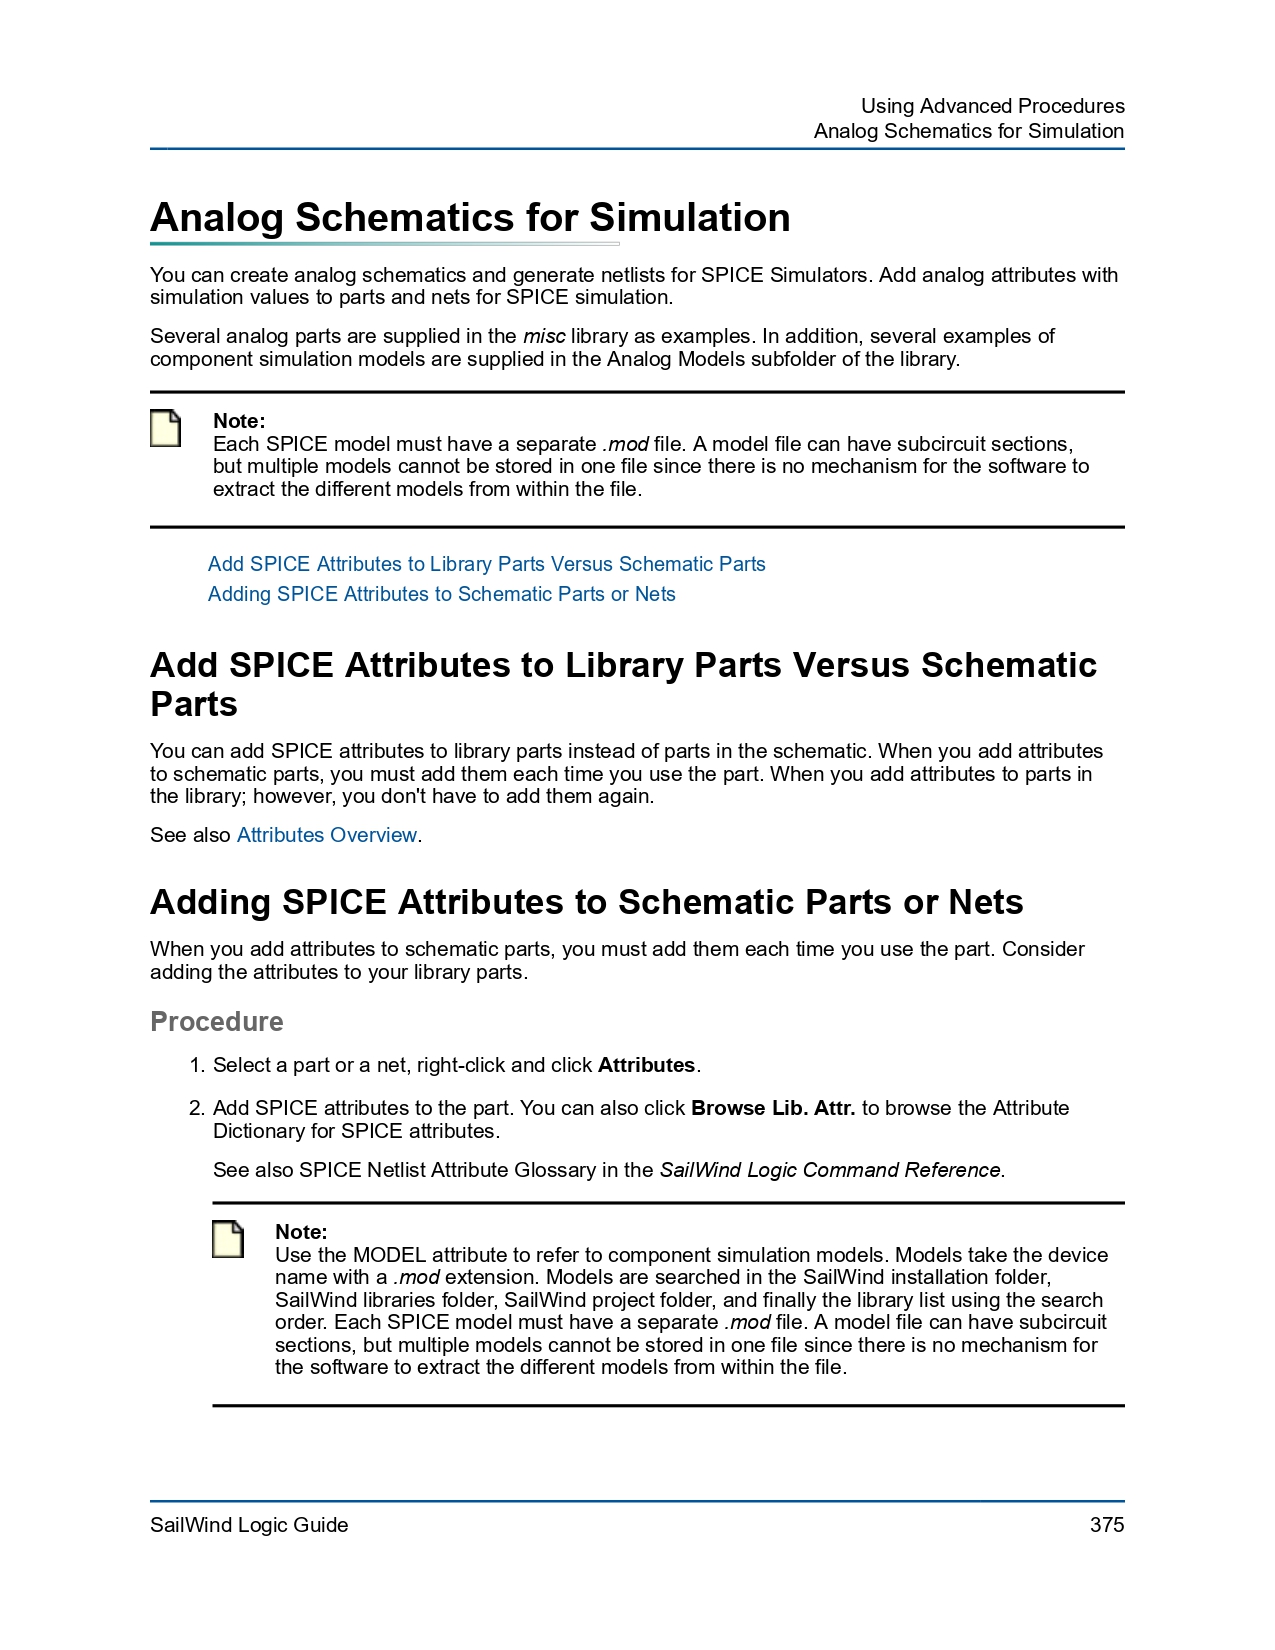 Using Advanced Procedures
Analog Schematics for Simulation
Analog Schematics for Simulation
You can create analog schematics and generate netlists for SPICE Simulators. Add analog attributes with
simulation values to parts and nets for SPICE simulation.
Several analog parts are supplied in the misc library as examples. In addition, several examples of
component simulation models are supplied in the Analog Models subfolder of the library.
Note:
Each SPICE model must have a separate .mod file. A model file can have subcircuit sections,
but multiple models cannot be stored in one file since there is no mechanism for the software to
extract the different models from within the file.
Add SPICE Attributes to Library Parts Versus Schematic Parts
Adding SPICE Attributes to Schematic Parts or Nets
Add SPICE Attributes to Library Parts Versus Schematic
Parts
You can add SPICE attributes to library parts instead of parts in the schematic. When you add attributes
to schematic parts, you must add them each time you use the part. When you add attributes to parts in
the library; however, you don't have to add them again.
See also Attributes Overview.
Adding SPICE Attributes to Schematic Parts or Nets
When you add attributes to schematic parts, you must add them each time you use the part. Consider
adding the attributes to your library parts.
Procedure
1. Select a part or a net, right-click and click Attributes.
2. Add SPICE attributes to the part. You can also click Browse Lib. Attr. to browse the Attribute
Dictionary for SPICE attributes.
See also SPICE Netlist Attribute Glossary in the SailWind Logic Command Reference.
Note:
Use the MODEL attribute to refer to component simulation models. Models take the device
name with a .mod extension. Models are searched in the SailWind installation folder,
SailWind libraries folder, SailWind project folder, and finally the library list using the search
order. Each SPICE model must have a separate .mod file. A model file can have subcircuit
sections, but multiple models cannot be stored in one file since there is no mechanism for
the software to extract the different models from within the file.
SailWind Logic Guide
375